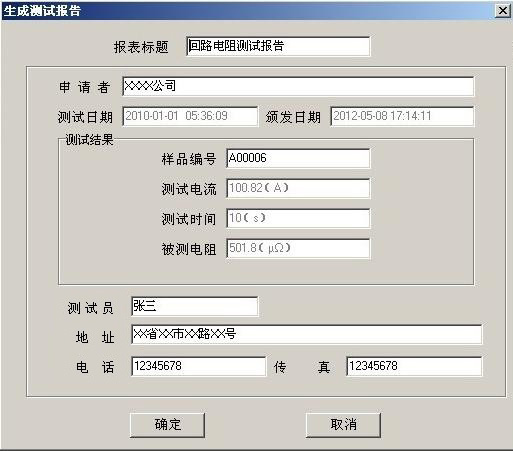 生成测试报告
报表标题 回路电阻测试报告
申请者 XXXX公司
测试日期 2010-01-01 05:36:09 颁发日期 2012-05-08 17:14:11
测试结果
样品编号 A00006
测试电流 100.82( A)
测试时间 10( s)
被测电阻 501.8( μΩ)
测试员 张三
地址 XX省XX市XX路XX号
电话 12345678 传真 12345678
确定 取消